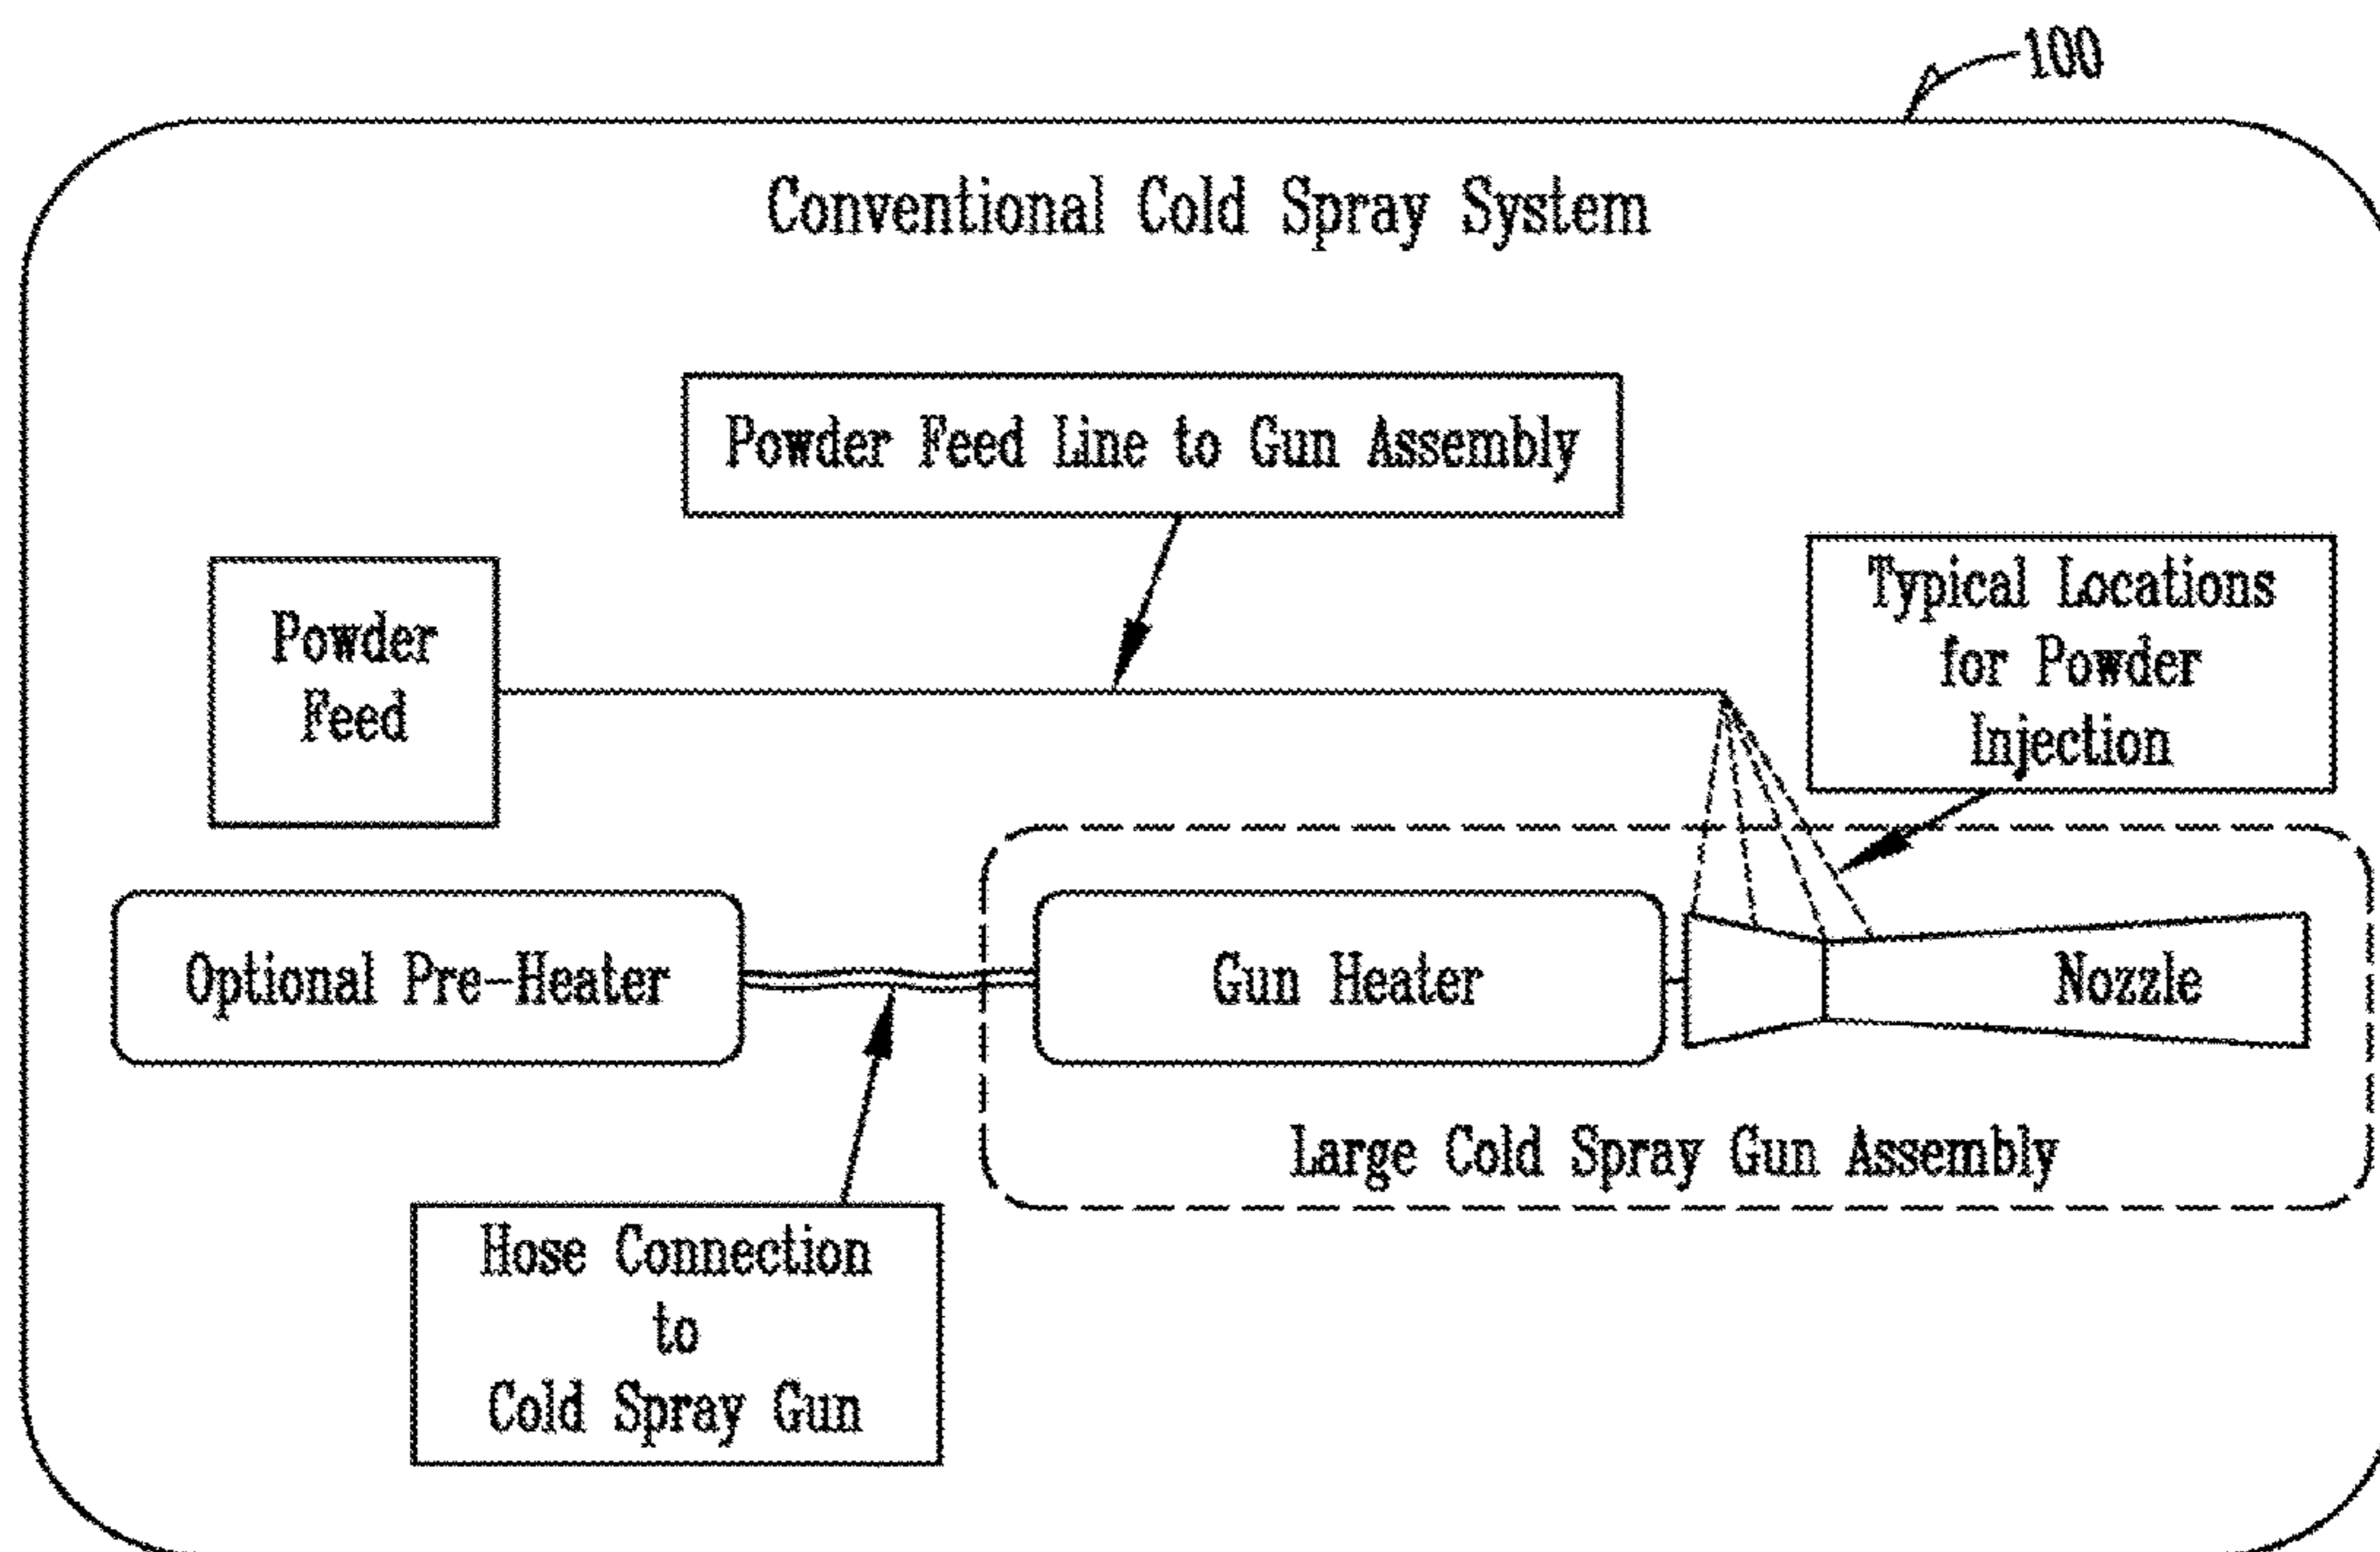 100
Conventional Cold Spray System
Powder Feed Line to Gun Assembly
Typical Locations
for Powder
Injection
Powder
Feed
Optional Pre-Heater
Gun Heater
Nozzle
Large Cold Spray Gun Assembly
Hose Connection
to
Cold Spray Gun